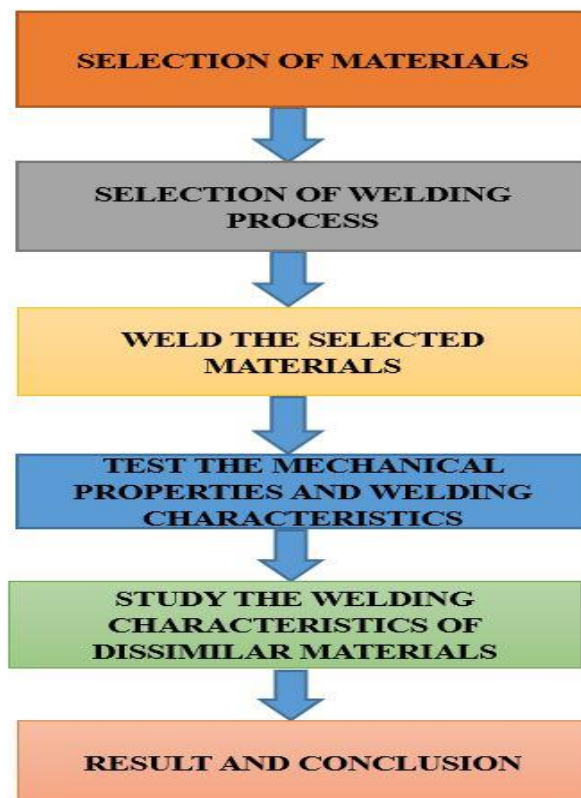 SELECTION OF MATERIALS
SELECTION OF WELDING
PROCESS
WELD THE SELECTED
MATERIALS
TEST THE MECHANICAL
PROPERTIES AND WELDING
CHARACTERISTICS
STUDY THE WELDING
CHARACTERISTICS OF
DISSIMILAR MATERIALS
RESULT AND CONCLUSION